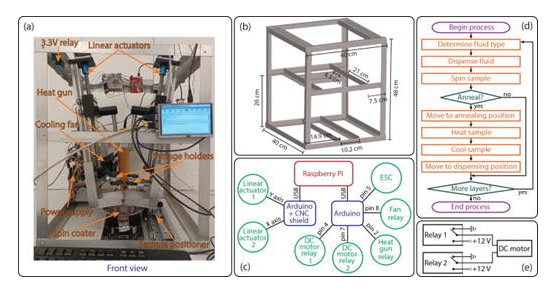 (a)
3.3V relay
Linear actuators
Heat gun
Cooling fan
Syringe holders
Power supply
Spin coater
Sample positioner
Front view
(b)
40 cm
21 cm
7.5 cm
48 cm
26 cm
14.9 cm
40 cm
10.2 cm
(c)
Raspberry Pi
USB
USB
Linear
actuator
1
Y axis
Linear
actuator
2
X axis
Arduino
+ CNC
shield
Arduino
pin 5
ESC
pin 8
Fan
relay
pin 2
Heat gun
relay
pin 4
DC
motor
relay
1
pin 7
DC
motor
relay
2
(d)
Begin process
Determine fluid type
Dispense fluid
Spin sample
Anneal?
no
yes
Move to annealing position
Heat sample
Cool sample
Move to dispensing position
More layers?
yes
no
End process
Relay 1
+12 V
DC motor
Relay 2
+12 V
(e)